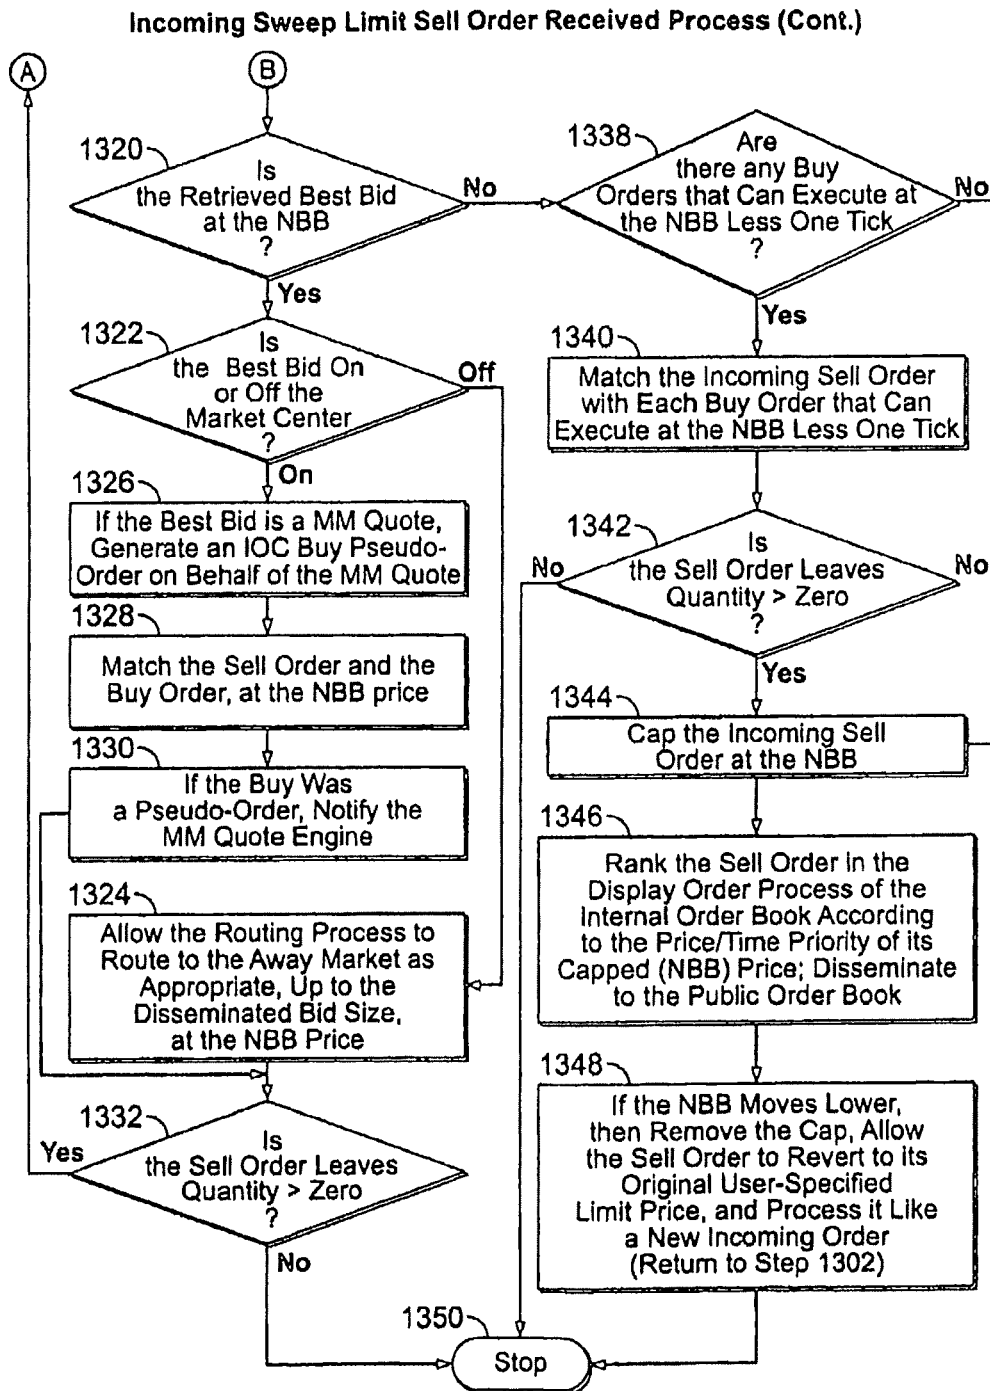 Incoming Sweep Limit Sell Order Received Process (Cont.)
A
B
1320
Is
the Retrieved Best Bid
at the NBB
?
No
Yes
1322
Is
the Best Bid On
or Off the
Market Center
?
Off
On
1326
If the Best Bid is a MM Quote,
Generate an IOC Buy Pseudo-
Order on Behalf of the MM Quote
1328
Match the Sell Order and the
Buy Order, at the NBB price
1330
If the Buy Was
a Pseudo-Order, Notify the
MM Quote Engine
1324
Allow the Routing Process to
Route to the Away Market as
Appropriate, Up to the
Disseminated Bid Size,
at the NBB Price
1332
Yes
Is
the Sell Order Leaves
Quantity > Zero
?
No
1338
Are
there any Buy
Orders that Can Execute at
the NBB Less One Tick
?
No
Yes
1340
Match the Incoming Sell Order
with Each Buy Order that Can
Execute at the NBB Less One Tick
1342
No
Is
the Sell Order Leaves
Quantity > Zero
?
No
Yes
1344
Cap the Incoming Sell
Order at the NBB
1346
Rank the Sell Order in the
Display Order Process of the
Internal Order Book According
to the Price/Time Priority of its
Capped (NBB) Price; Disseminate
to the Public Order Book
1348
If the NBB Moves Lower,
then Remove the Cap, Allow
the Sell Order to Revert to its
Original User-Specified
Limit Price, and Process it Like
a New Incoming Order
(Return to Step 1302)
1350
Stop